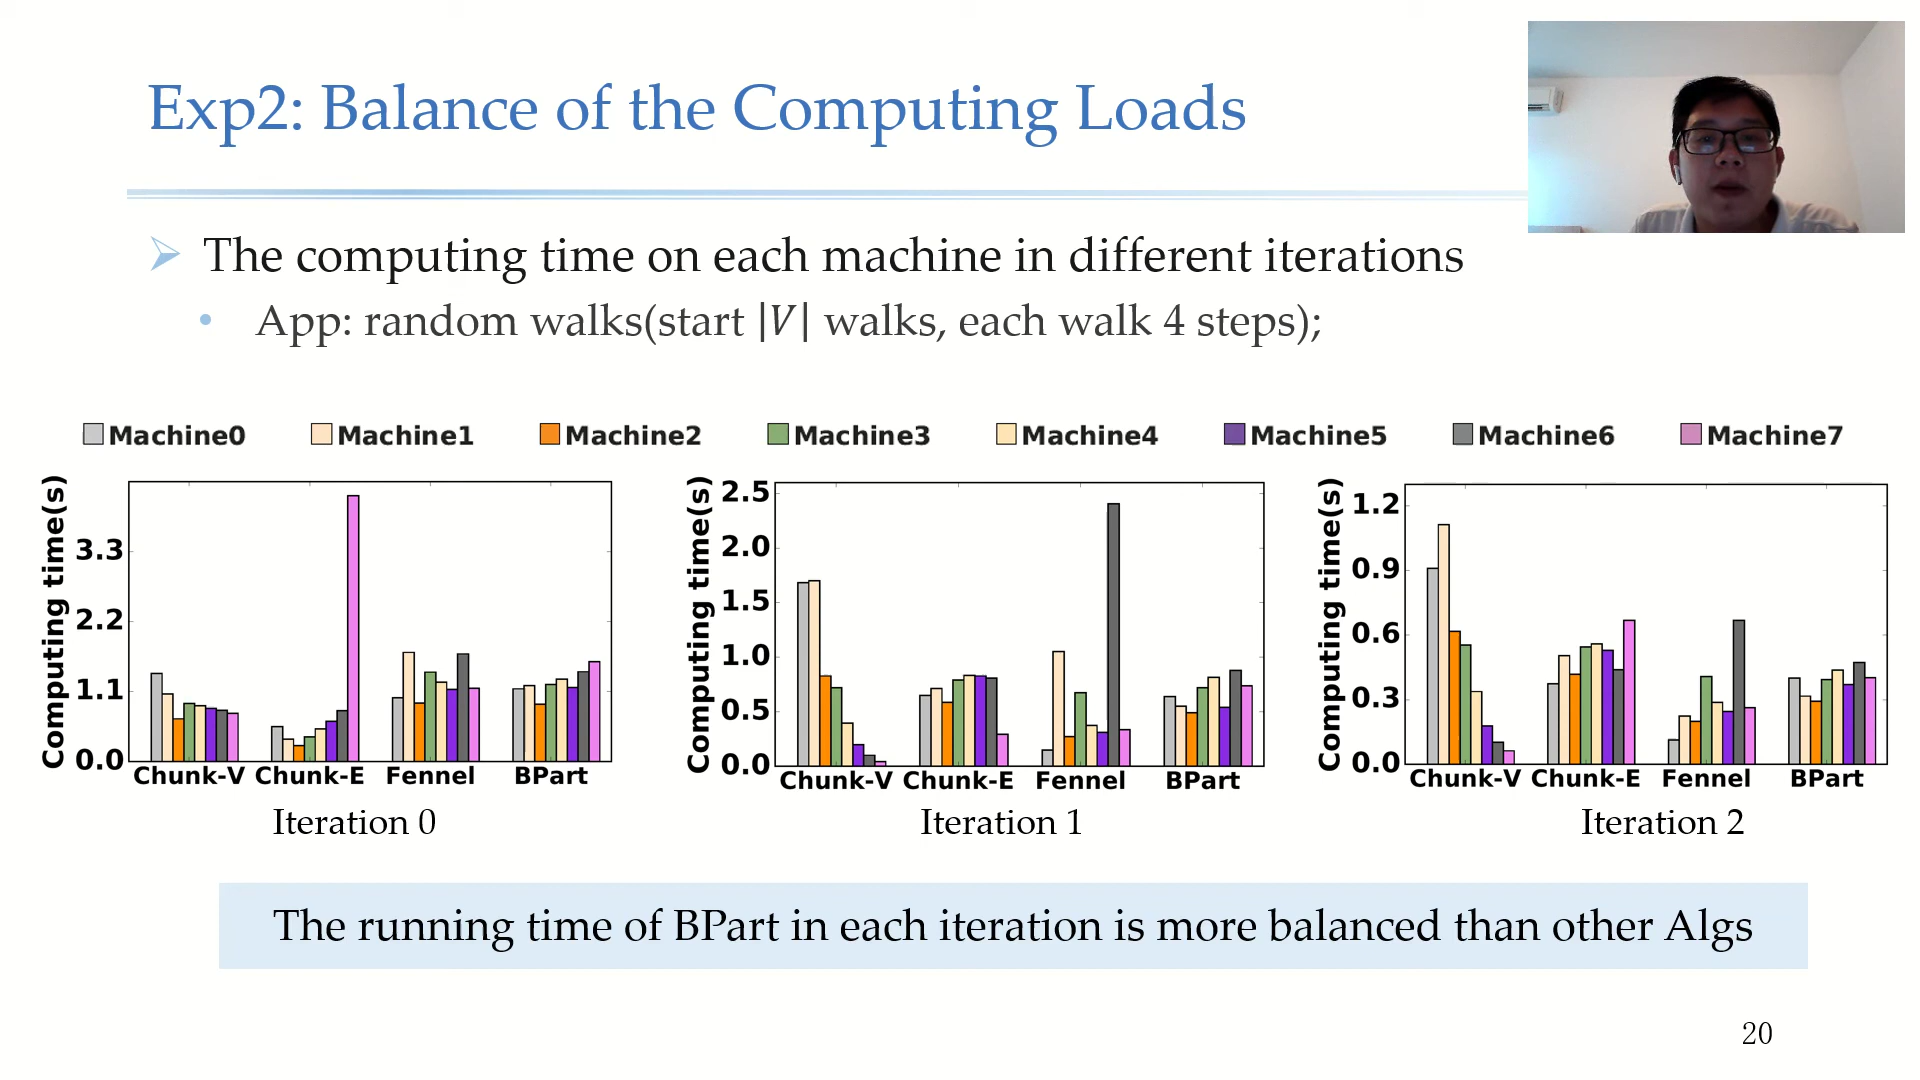 Exp2: Balance of the Computing Loads
➢ The computing time on each machine in different iterations
• App: random walks(start |V| walks, each walk 4 steps);
Machine0 Machine1 Machine2 Machine3 Machine4 Machine5 Machine6 Machine7
Computing time(s)
3.3
2.2
1.1
0.0
Chunk-V Chunk-E Fennel BPart
Iteration 0
Computing time(s)
2.5
2.0
1.5
1.0
0.5
0.0
Chunk-V Chunk-E Fennel BPart
Iteration 1
Computing time(s)
1.2
0.9
0.6
0.3
0.0
Chunk-V Chunk-E Fennel BPart
Iteration 2
The running time of BPart in each iteration is more balanced than other Algs
20